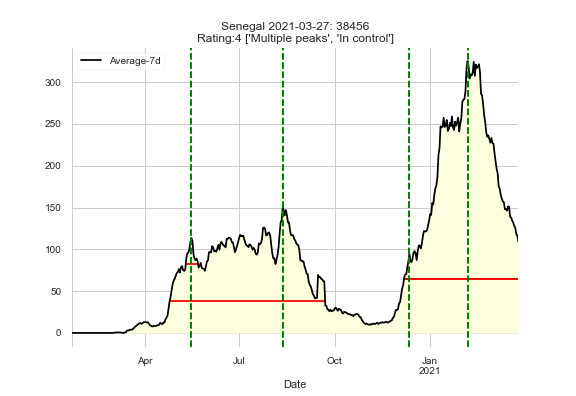 Senegal 2021-03-27: 38456
Rating:4 ['Multiple peaks', 'In control']
Average-7d
300
250
200
150
100
50
0
Apr
Jul
Oct
Jan
2021
Date